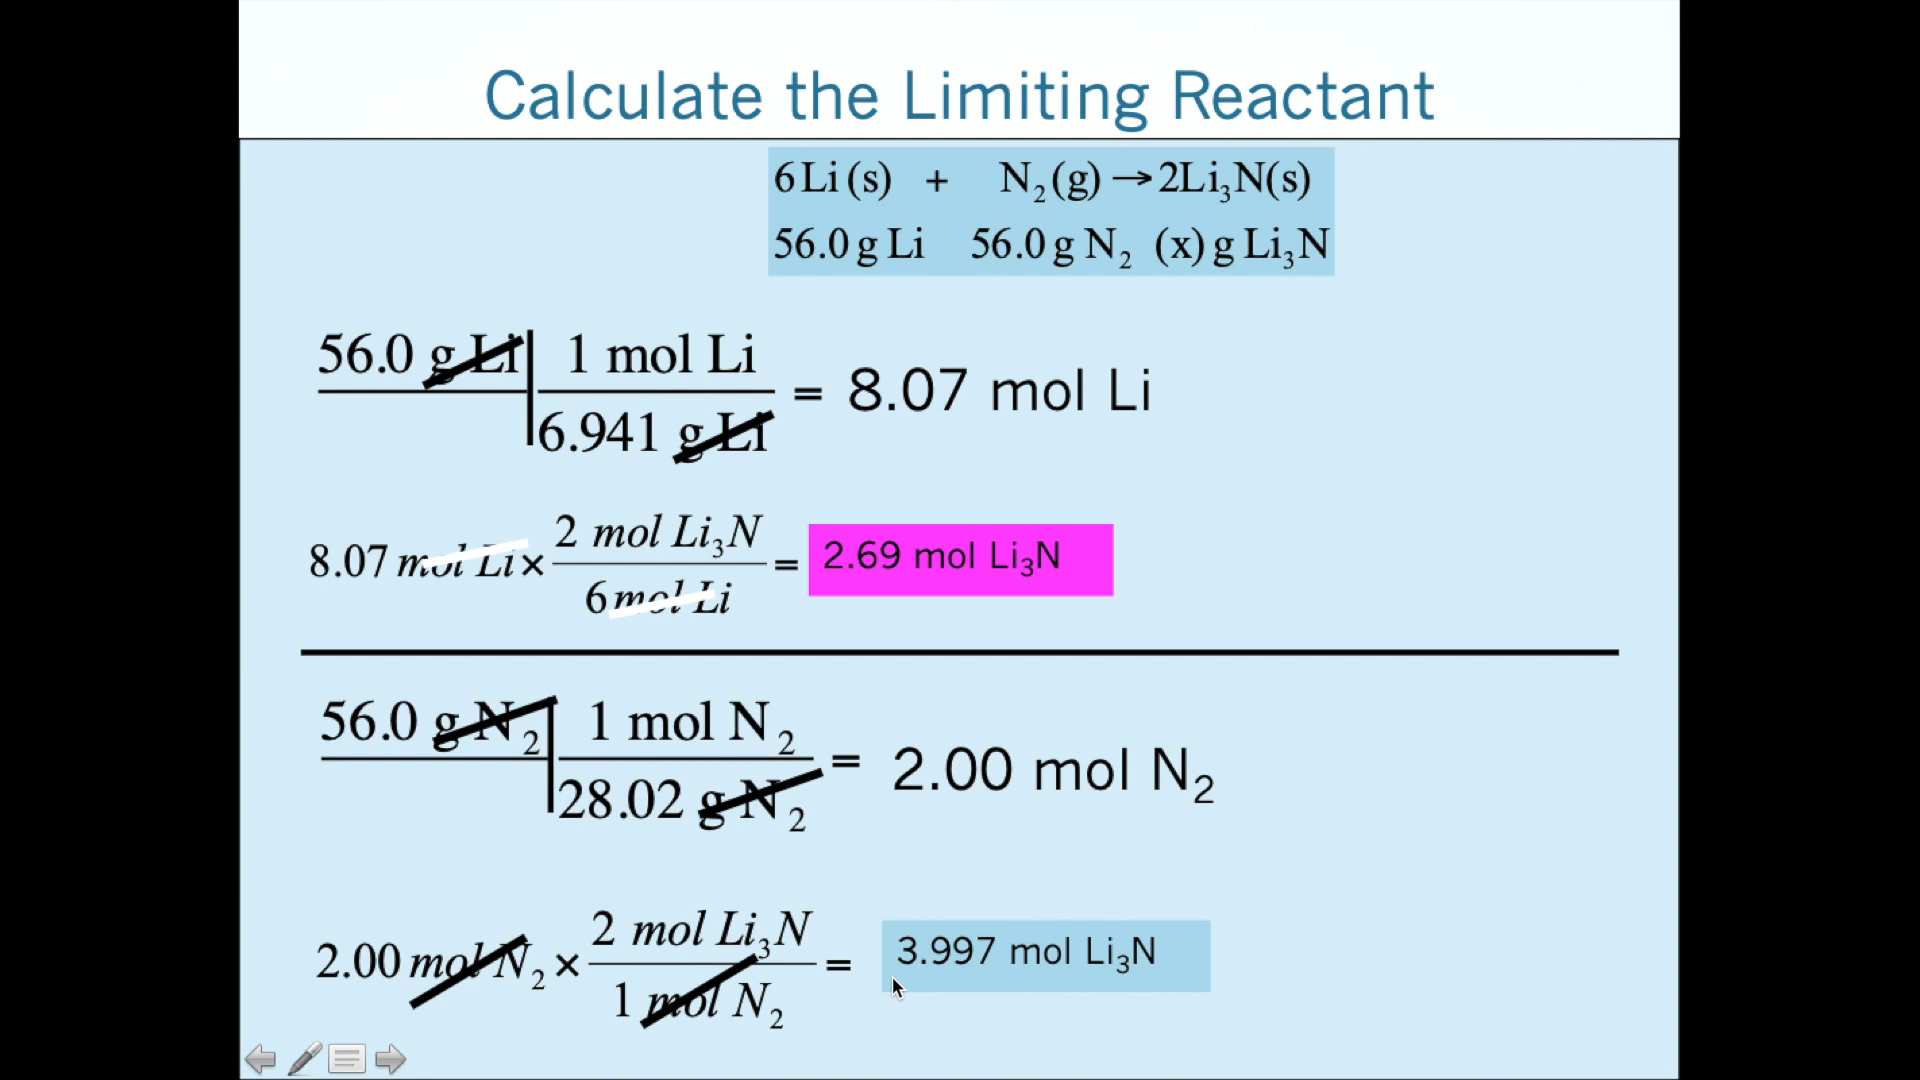 Calculate the Limiting Reactant
6 Li (s) + N₂ (g) → 2Li₃N(s)
56.0 g Li 56.0 g N₂ (x) g Li₃N
56.0 g Li | 1 mol Li
6.941 g Li
= 8.07 mol Li
8.07 mol Li × 2 mol Li₃N
6 mol Li
= 2.69 mol Li₃N
56.0 g N₂ | 1 mol N₂
28.02 g N₂
= 2.00 mol N₂
2.00 mol N₂ × 2 mol Li₃N
1 mol N₂
= 3.997 mol Li₃N